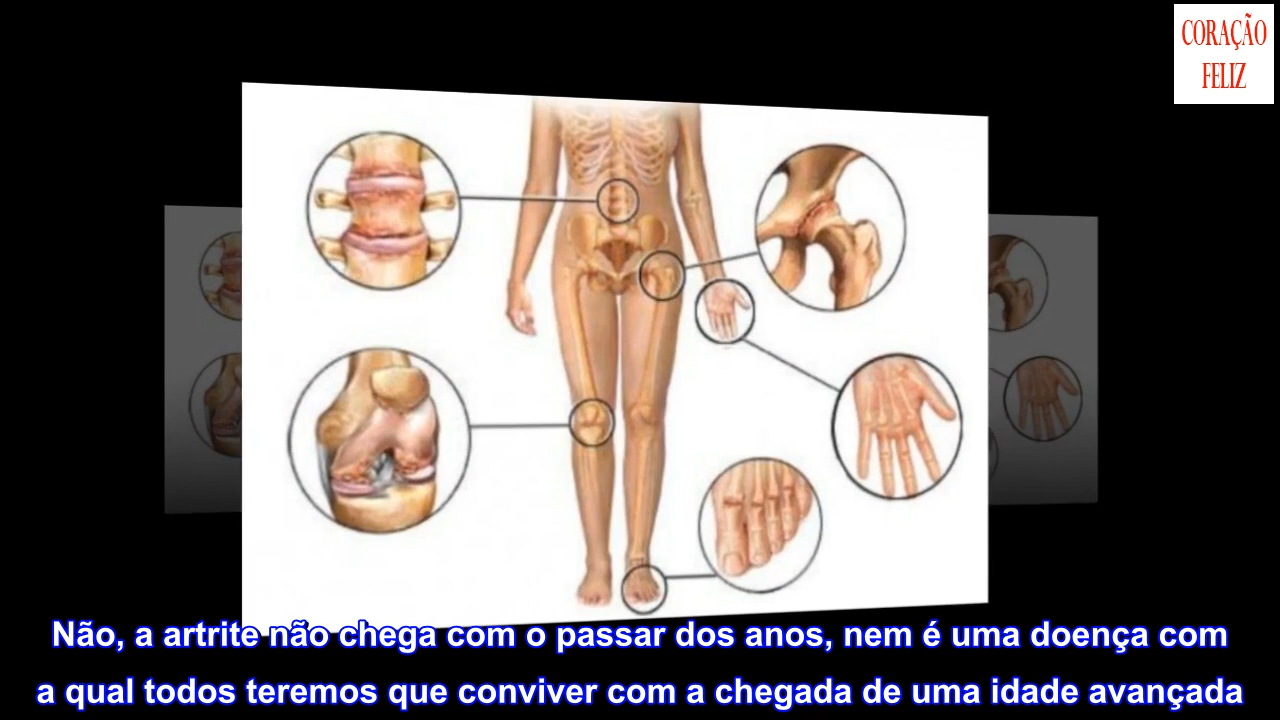 CORAÇÃO
FELIZ
Não, a artrite não chega com o passar dos anos, nem é uma doença com
a qual todos teremos que conviver com a chegada de uma idade avançada